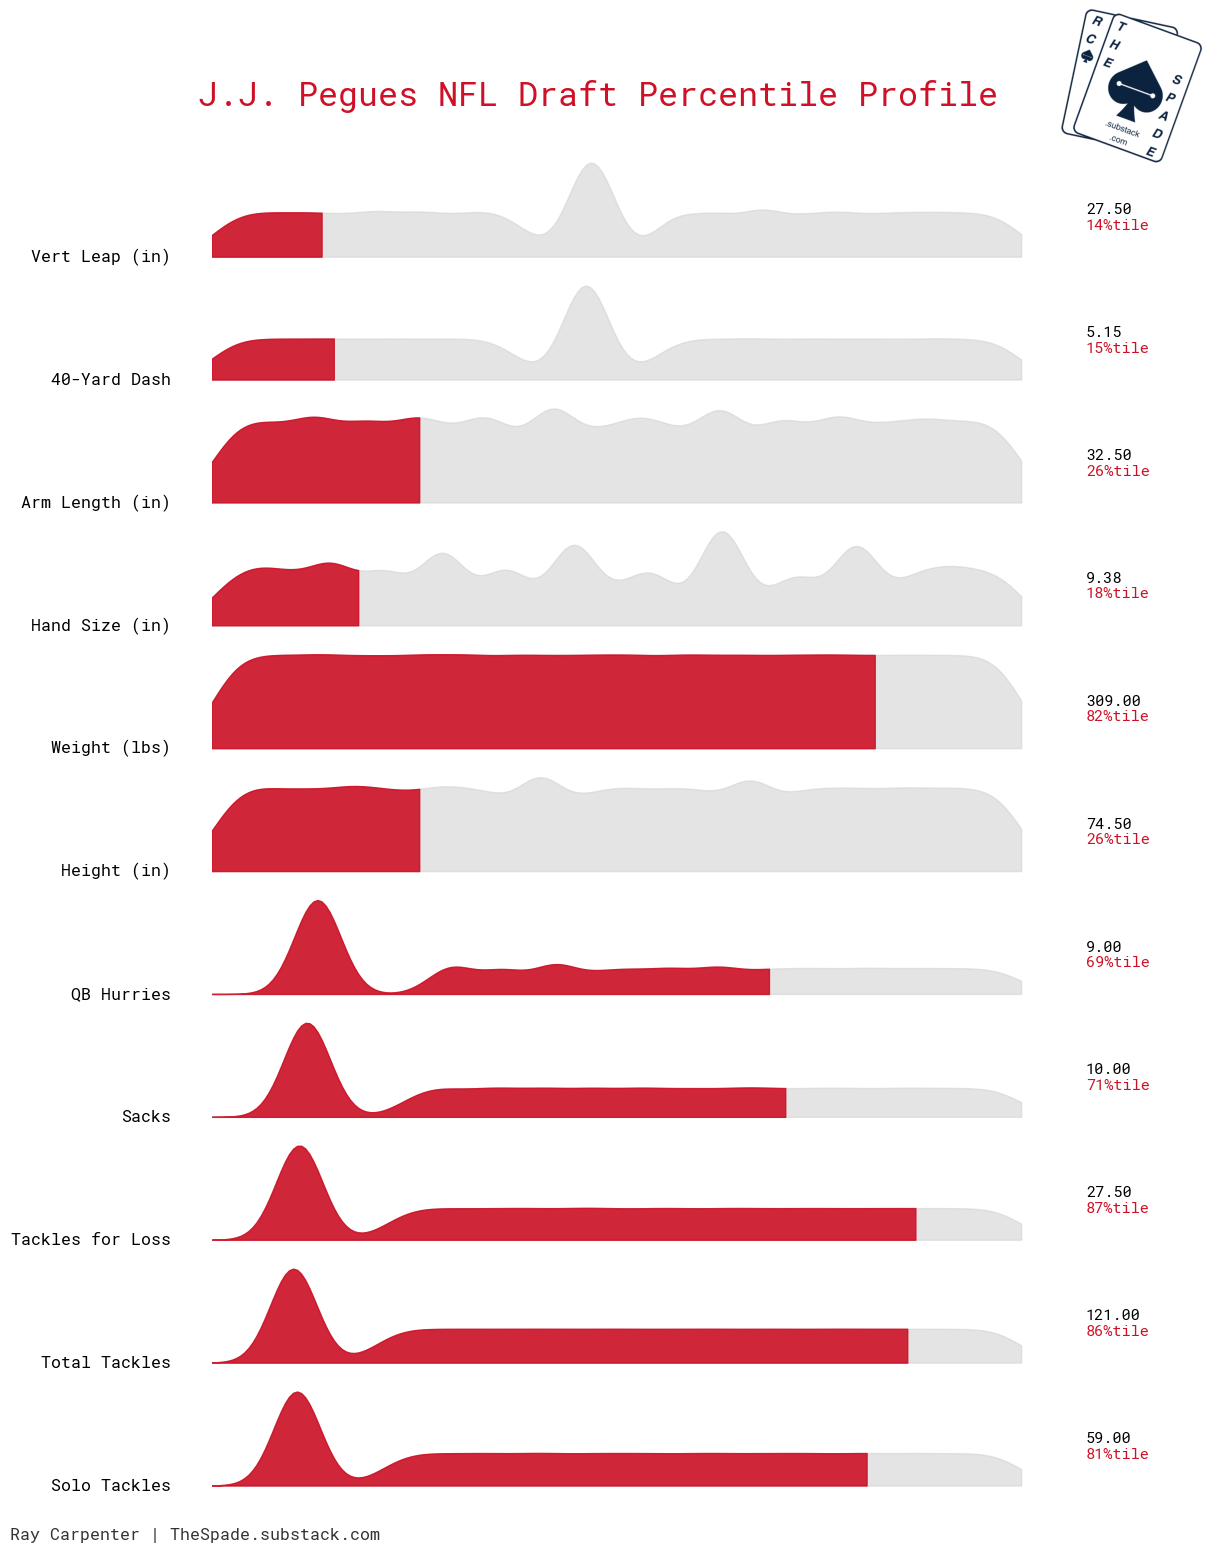 RC
THE
SPADE
.substack
.com
J.J. Pegues NFL Draft Percentile Profile
Vert Leap (in)
27.50
14%tile
40-Yard Dash
5.15
15%tile
Arm Length (in)
32.50
26%tile
Hand Size (in)
9.38
18%tile
Weight (lbs)
309.00
82%tile
Height (in)
74.50
26%tile
QB Hurries
9.00
69%tile
Sacks
10.00
71%tile
Tackles for Loss
27.50
87%tile
Total Tackles
121.00
86%tile
Solo Tackles
59.00
81%tile
Ray Carpenter | TheSpade.substack.com